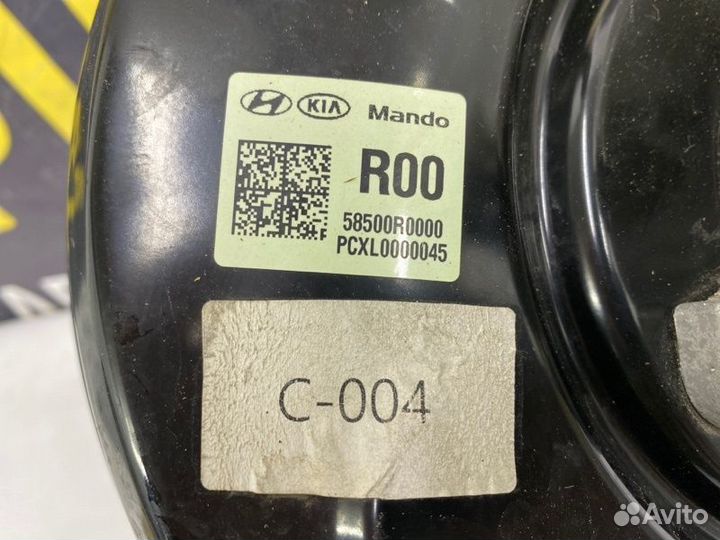 KIA Mando
R00
58500R0000
PCXL0000045
C-004
Avito